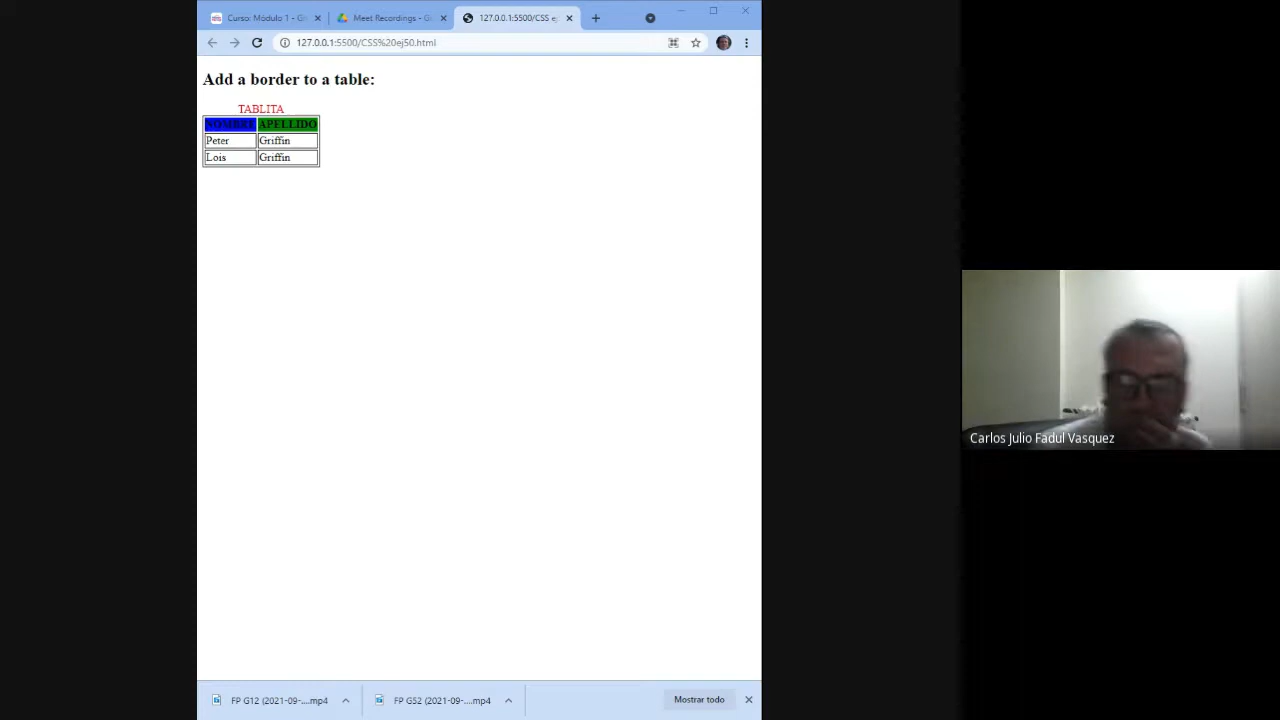 Curso: Módulo 1 - Gi
Meet Recordings - G
127.0.0.1:5500/CSS e
127.0.0.1:5500/CSS%20ej50.html
Add a border to a table:
TABLITA
NOMBRE APELLIDO
Peter Griffin
Lois Griffin
Carlos Julio Fadul Vasquez
FP G12 (2021-09-....mp4
FP G52 (2021-09-....mp4
Mostrar todo